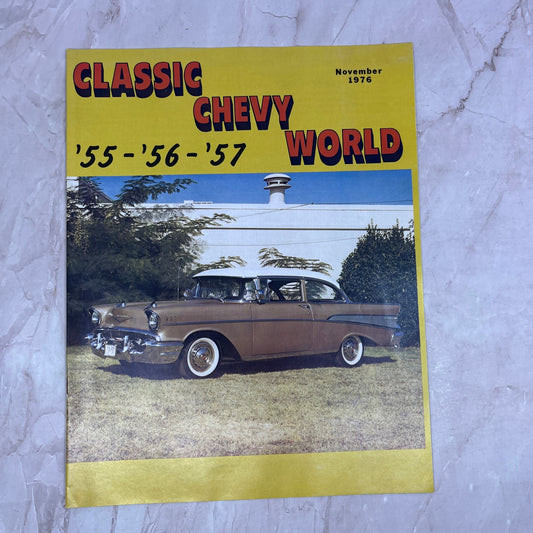 CLASSIC
November
1976
CHEVY
'55 - '56 - '57
WORLD